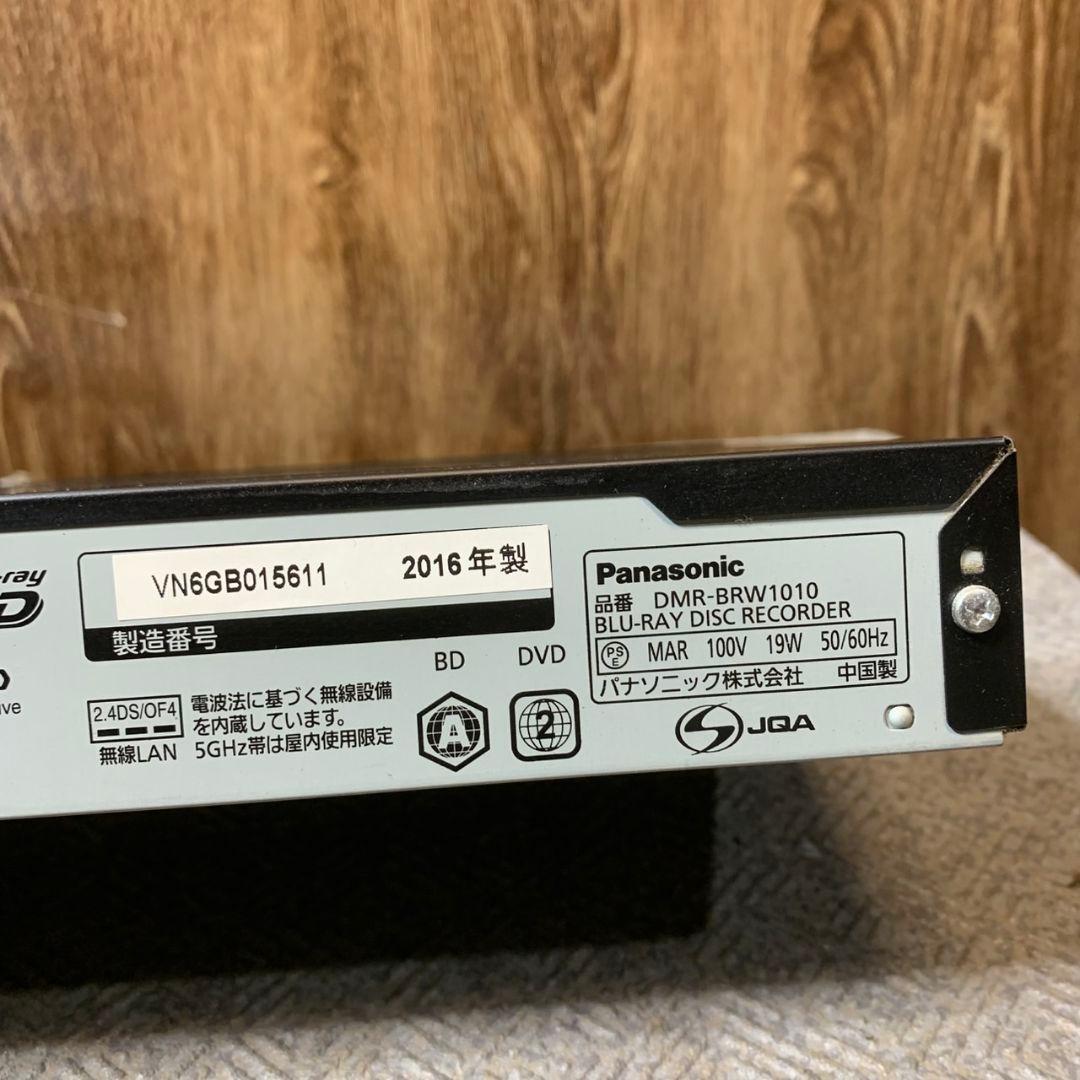 -ray
D
ive
VN6GB015611 2016年製
製造番号
2.4DS/OF4
無線LAN
電波法に基づく無線設備
を内蔵しています。
5GHz帯は屋内使用限定
BD DVD
A 2
Panasonic
品番 DMR-BRW1010
BLU-RAY DISC RECORDER
PSE MAR 100V 19W 50/60Hz
パナソニック株式会社 中国製
JQA